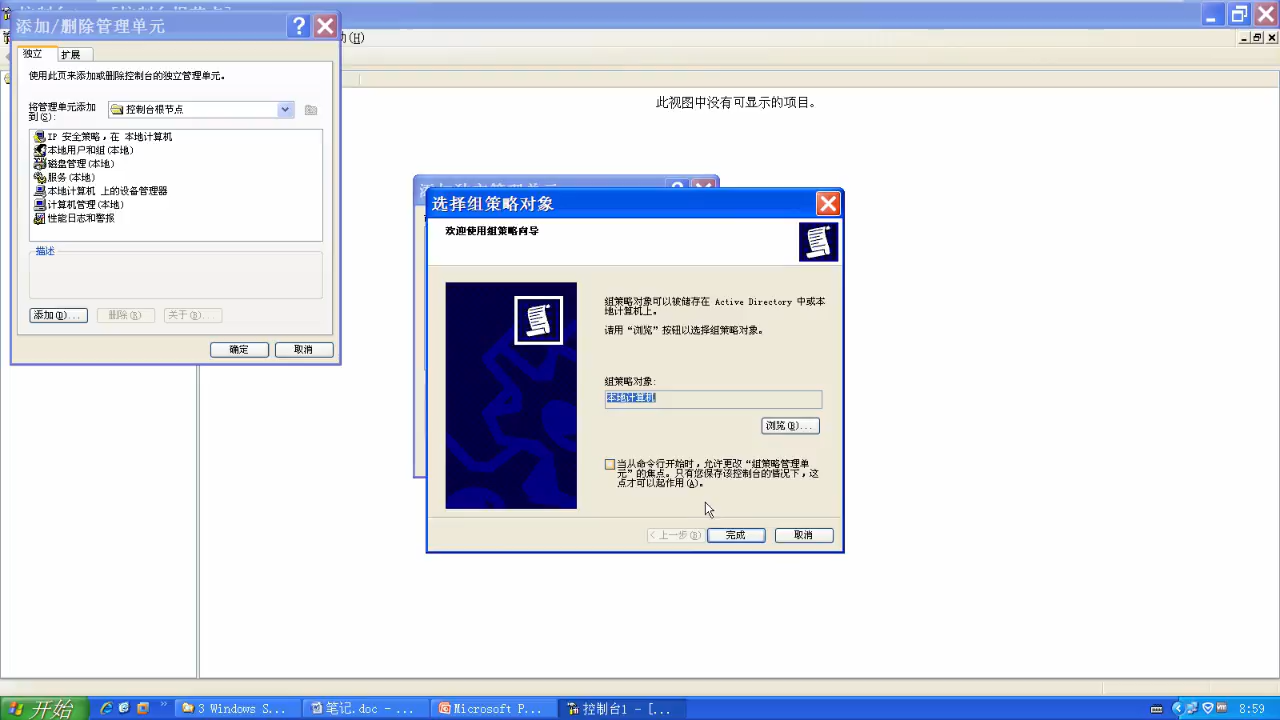 添加/删除管理单元
助(H)
独立
扩展
使用此页来添加或删除控制台的独立管理单元。
将管理单元添加
到(S):
控制台根节点
IP 安全策略，在 本地计算机
本地用户和组(本地)
磁盘管理(本地)
服务(本地)
本地计算机 上的设备管理器
计算机管理(本地)
性能日志和警报
描述
添加(D)...
删除(R)
关于(B)...
确定
取消
此视图中没有可显示的项目。
选择组策略对象
欢迎使用组策略向导
组策略对象可以被储存在 Active Directory 中或本
地计算机上。
请用“浏览”按钮以选择组策略对象。
组策略对象:
本地计算机
浏览(B)...
当从命令行开始时，允许更改“组策略管理单
元”的焦点。只有您保存该控制台的情况下，这
点才可以起作用(A)。
< 上一步(B)
完成
取消
开始
3 Windows S...
笔记.doc - ...
Microsoft P...
控制台1 - [...
8:59